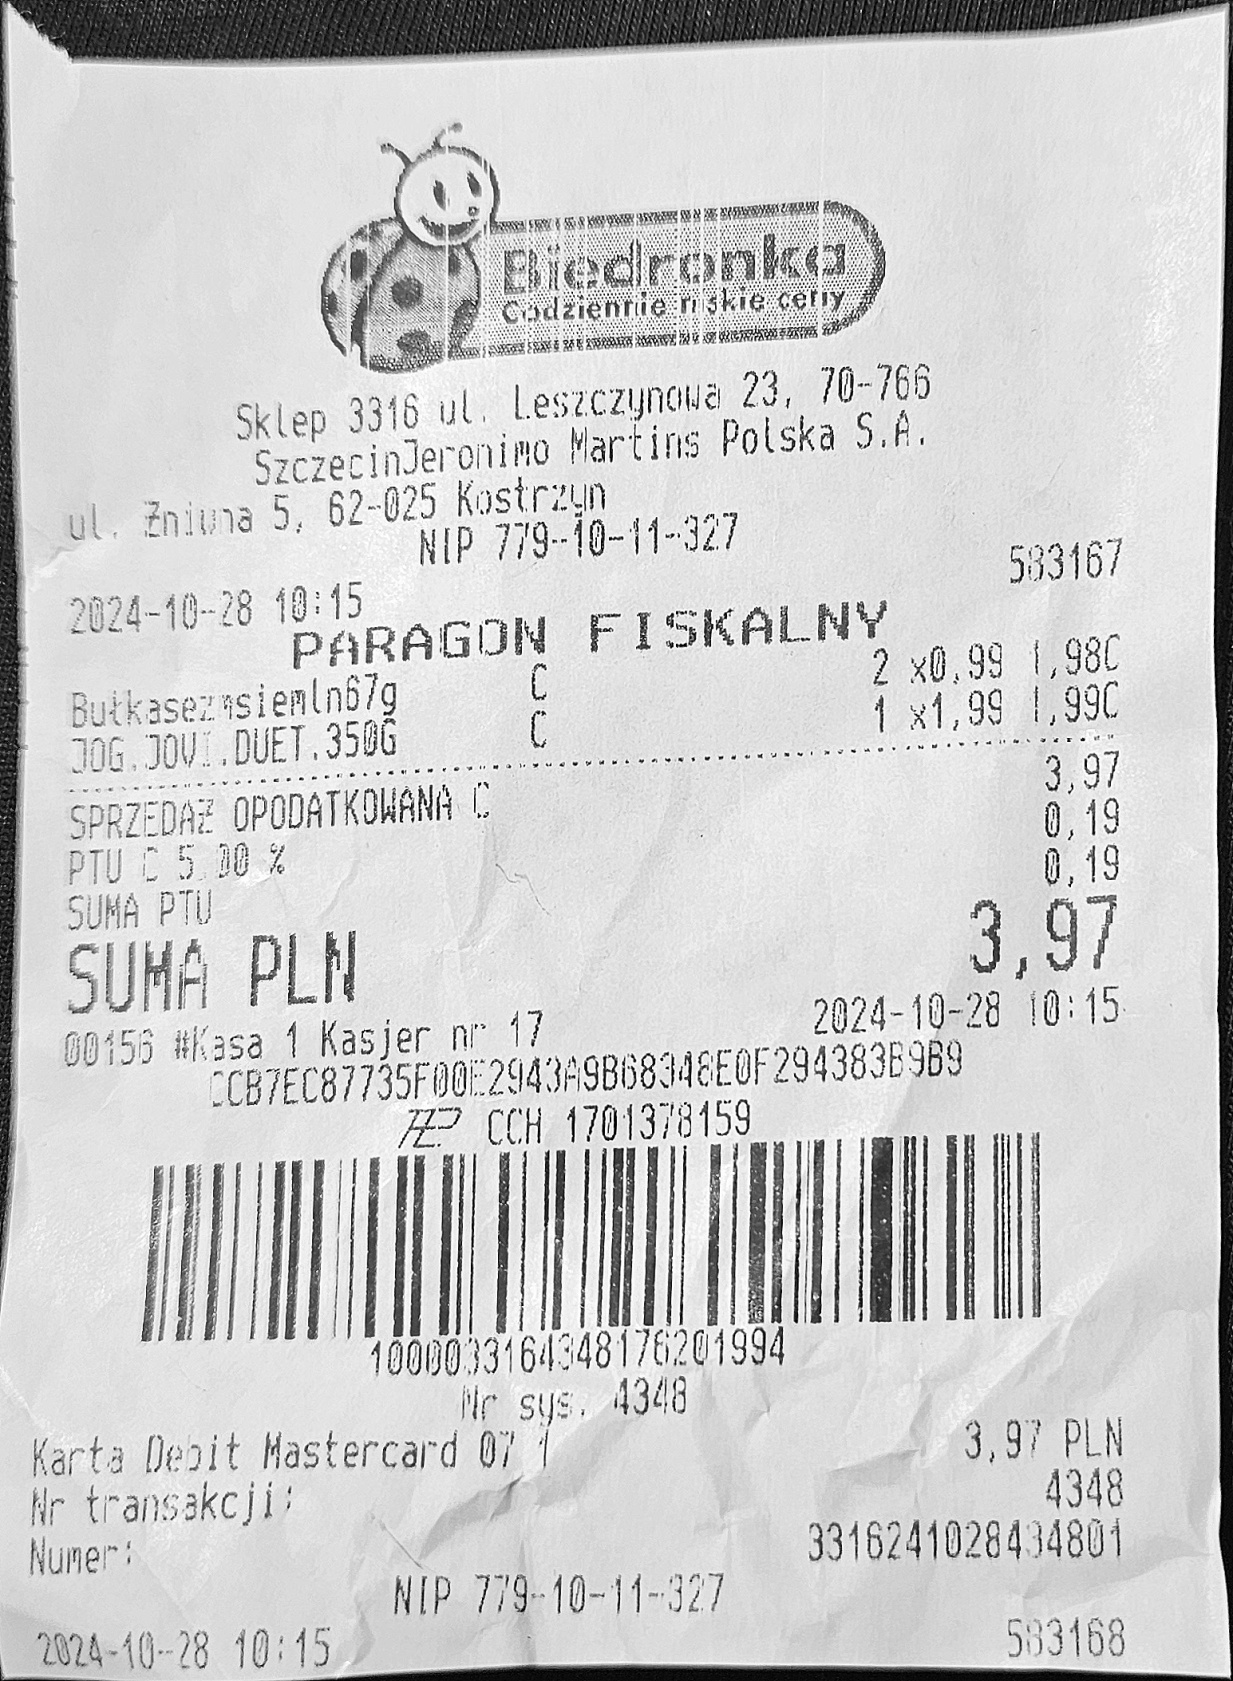 Biedronka
Codziennie niskie ceny
Sklep 3316 ul. Leszczynowa 23, 70-766
SzczecinJeronimo Martins Polska S.A.
ul. Żniwna 5, 62-025 Kostrzyn
NIP 779-10-11-327
583167
2024-10-28 10:15
PARAGON FISKALNY
Bułkasezmsiemln67g C 2 x0,99 1,98C
JOG.JOVI.DUET.350G C 1 x1,99 1,99C
SPRZEDAŻ OPODATKOWANA C 3,97
PTU C 5,00 % 0,19
SUMA PTU 0,19
SUMA PLN 3,97
00156 #Kasa 1 Kasjer nr 17 2024-10-28 10:15
CCB7EC87735F00E2943A9B68348E0F294383B9B9
CCH 1701378159
1000033164348176201994
Nr sys. 4348
Karta Debit Mastercard 07 1 3,97 PLN
Nr transakcji: 4348
Numer: 3316241028434801
NIP 779-10-11-327
2024-10-28 10:15 583168